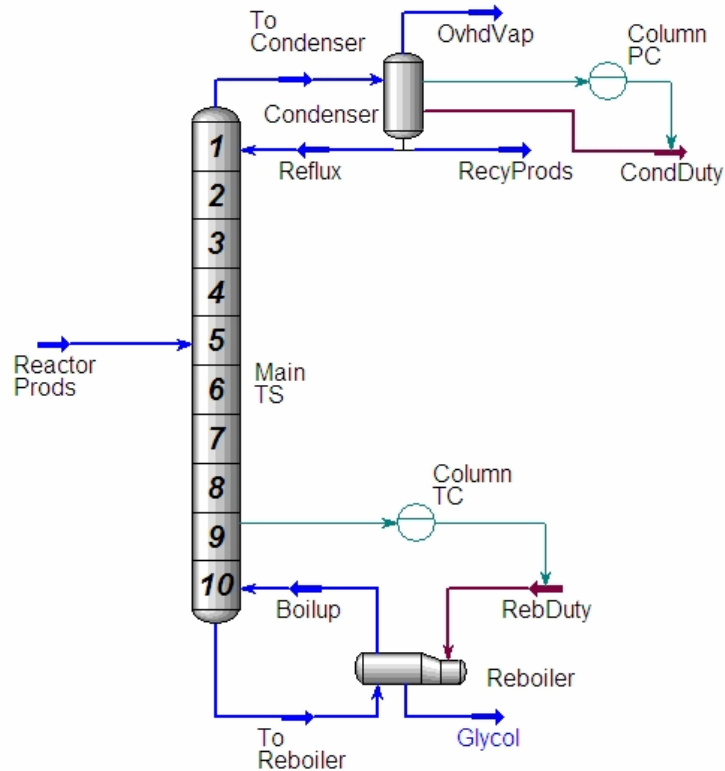 To
Condenser
OvhdVap
Column
PC
Condenser
Reflux
RecyProds
CondDuty
1
2
3
4
5
6
7
8
9
10
Reactor
Prods
Main
TS
Column
TC
Boilup
RebDuty
Reboiler
To
Reboiler
Glycol